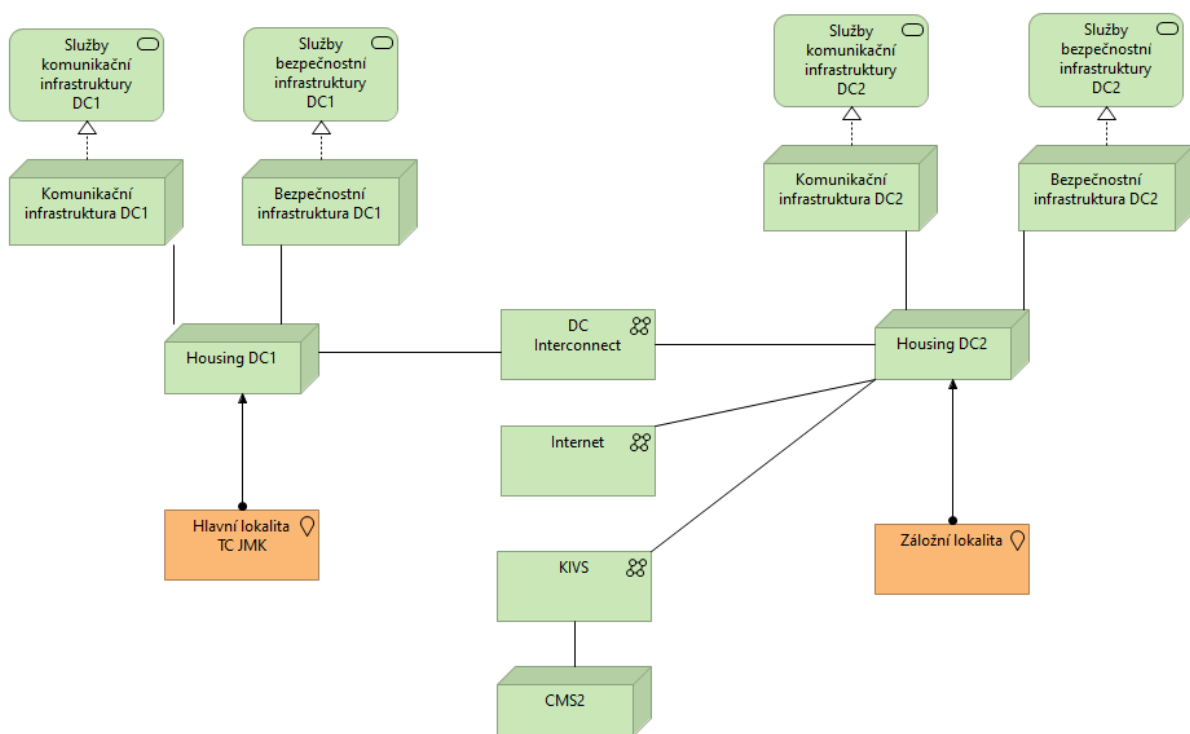 Služby
komunikační
infrastruktury
DC1
Služby
bezpečnostní
infrastruktury
DC1
Služby
komunikační
infrastruktury
DC2
Služby
bezpečnostní
infrastruktury
DC2
Komunikační
infrastruktura DC1
Bezpečnostní
infrastruktura DC1
Komunikační
infrastruktura DC2
Bezpečnostní
infrastruktura DC2
Housing DC1
DC
Interconnect
Housing DC2
Internet
Hlavní lokalita
TC JMK
Záložní lokalita
KIVS
CMS2